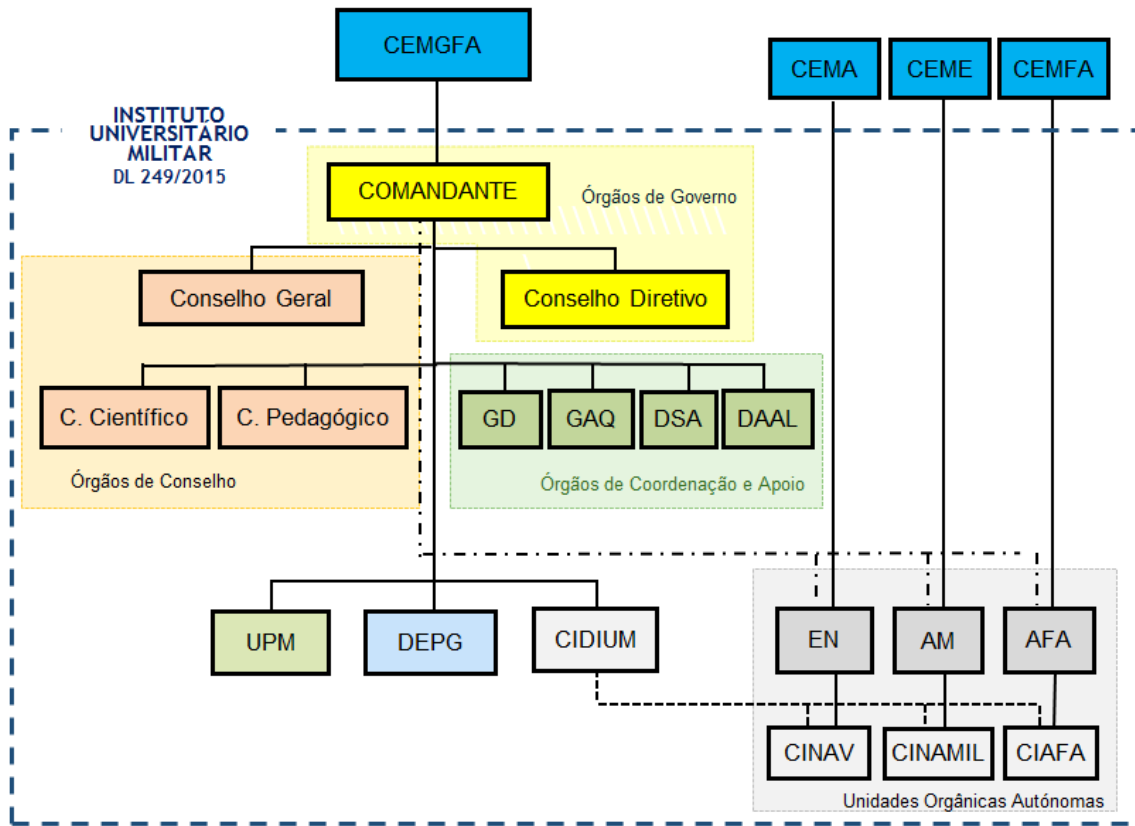 CEMGFA
CEMA
CEME
CEMFA
INSTITUTO
UNIVERSITÁRIO
MILITAR
DL 249/2015
COMANDANTE
Órgãos de Governo
Conselho Geral
Conselho Diretivo
C. Científico
C. Pedagógico
GD
GAQ
DSA
DAAL
Órgãos de Conselho
Órgãos de Coordenação e Apoio
UPM
DEPG
CIDIUM
EN
AM
AFA
CINAV
CINAMIL
CIAFA
Unidades Orgânicas Autónomas